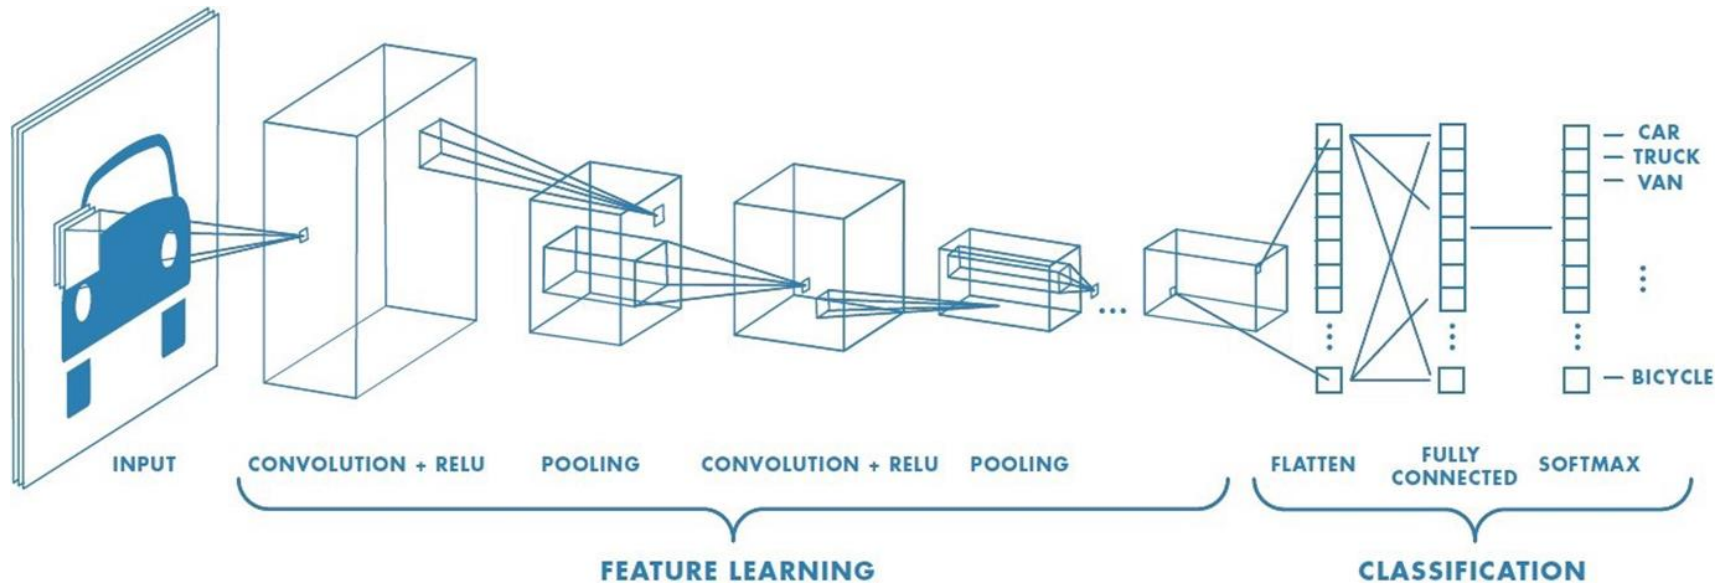 CAR
TRUCK
VAN
BICYCLE
INPUT
CONVOLUTION + RELU
POOLING
CONVOLUTION + RELU
POOLING
FLATTEN
FULLY
CONNECTED
SOFTMAX
FEATURE LEARNING
CLASSIFICATION